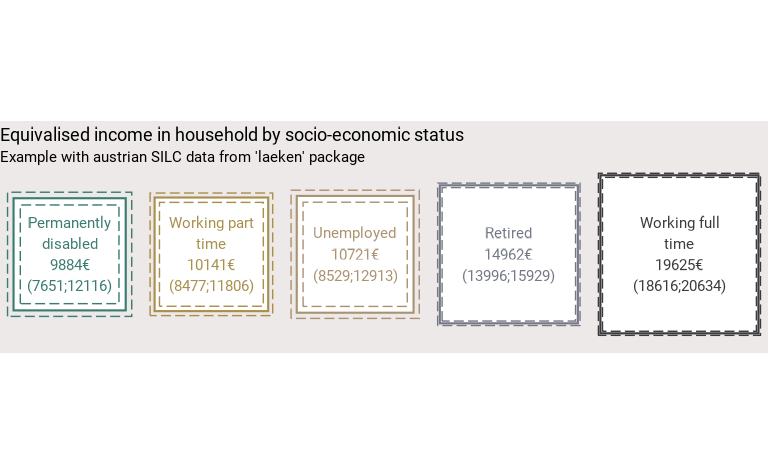 Equivalised income in household by socio-economic status
Example with austrian SILC data from 'laeken' package
Permanently
disabled
9884€
(7651;12116)
Working part
time
10141€
(8477;11806)
Unemployed
10721€
(8529;12913)
Retired
14962€
(13996;15929)
Working full
time
19625€
(18616;20634)